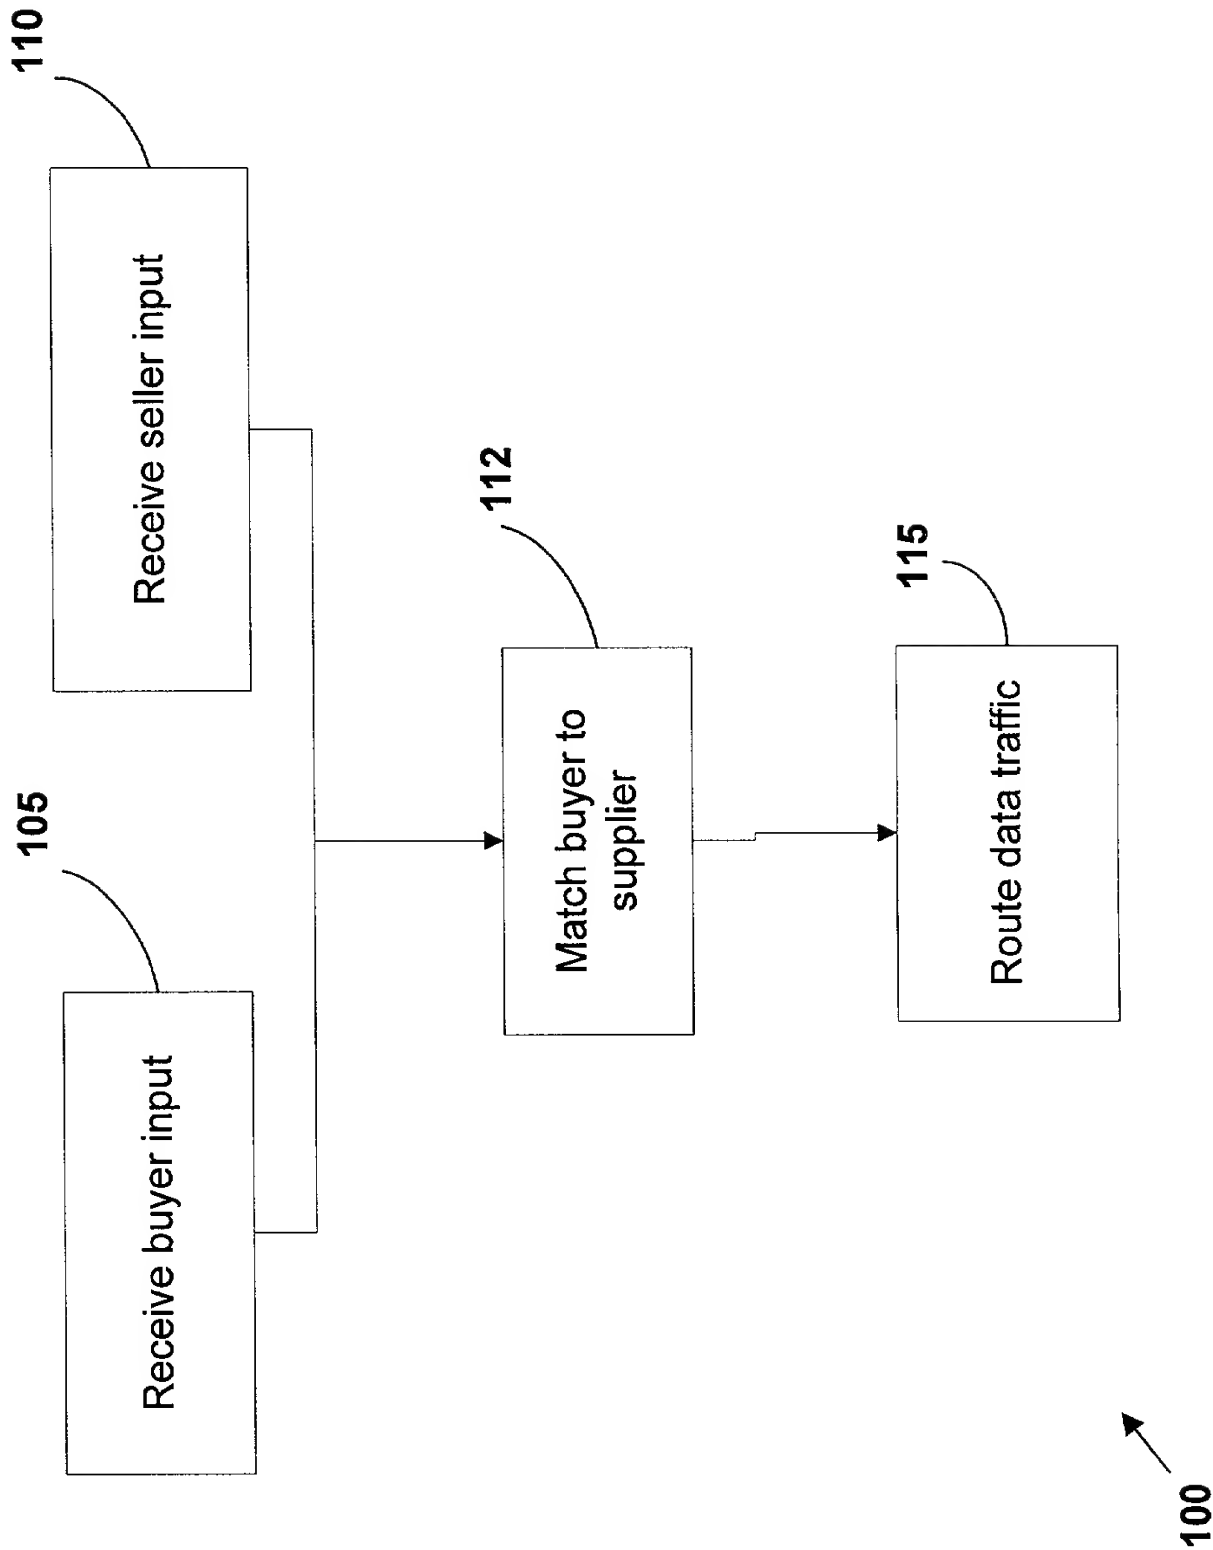 105
110
Receive buyer input
Receive seller input
112
Match buyer to
supplier
115
Route data traffic
100